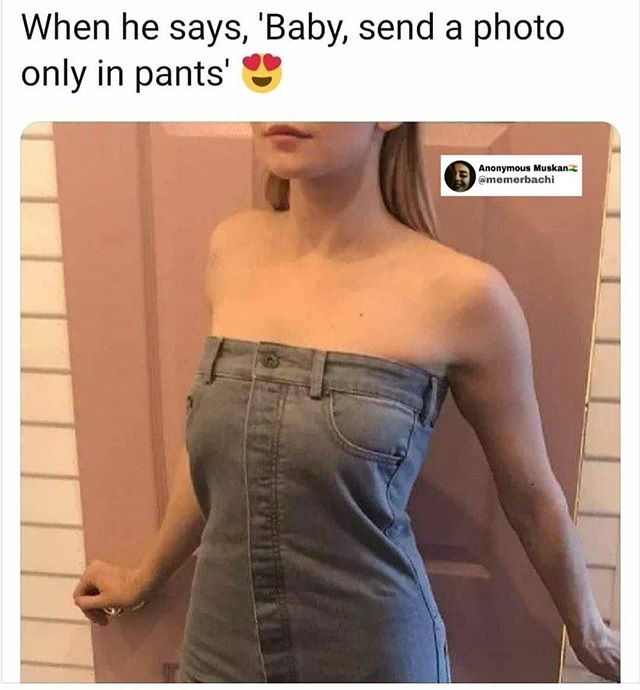 When he says, 'Baby, send a photo
only in pants' 😍
Anonymous Muskan
@memerbachi